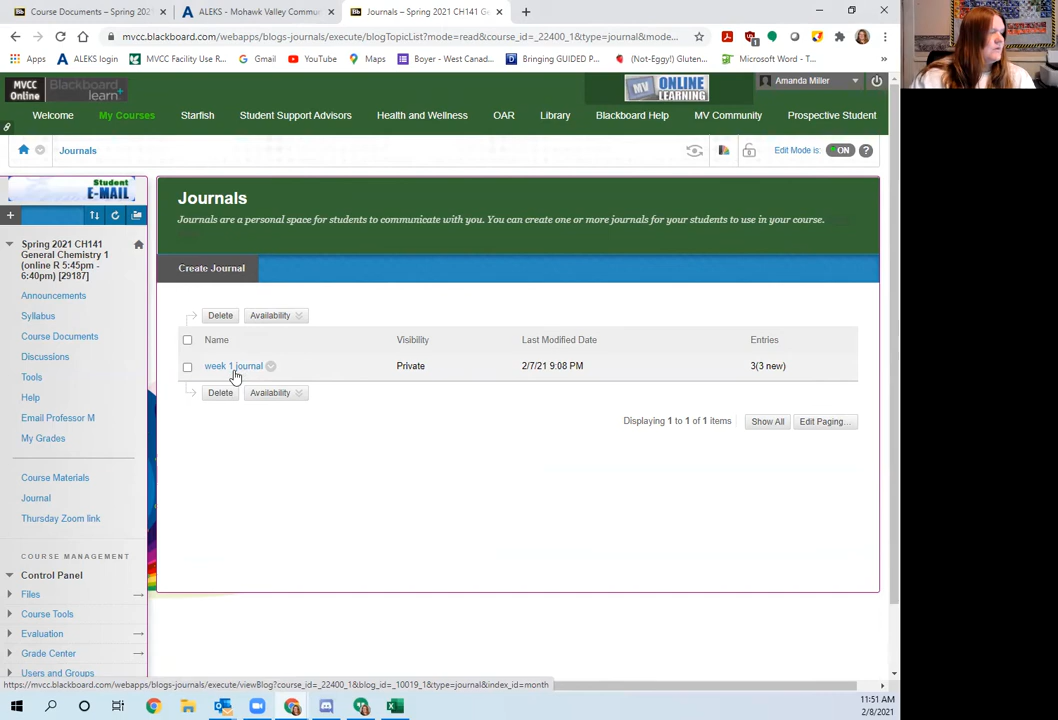 Course Documents – Spring 202
ALEKS - Mohawk Valley Commun
Journals – Spring 2021 CH141 Ge
mvcc.blackboard.com/webapps/blogs-journals/execute/blogTopicList?mode=read&course_id=_22400_1&type=journal&mode...
Apps
ALEKS login
MVCC Facility Use R...
Gmail
YouTube
Maps
Boyer - West Canad...
Bringing GUIDED P...
(Not-Eggy!) Gluten...
Microsoft Word - T...
MVCC Online
Blackboard learn+
MV ONLINE LEARNING
Amanda Miller
Welcome
My Courses
Starfish
Student Support Advisors
Health and Wellness
OAR
Library
Blackboard Help
MV Community
Prospective Student
Journals
Edit Mode is:
ON
?
Student E-MAIL
Spring 2021 CH141
General Chemistry 1
(online R 5:45pm -
6:40pm) [29187]
Announcements
Syllabus
Course Documents
Discussions
Tools
Help
Email Professor M
My Grades
Course Materials
Journal
Thursday Zoom link
COURSE MANAGEMENT
Control Panel
Files
Course Tools
Evaluation
Grade Center
Users and Groups
Journals
Journals are a personal space for students to communicate with you. You can create one or more journals for your students to use in your course.
Create Journal
Delete
Availability
Name
Visibility
Last Modified Date
Entries
week 1 journal
Private
2/7/21 9:08 PM
3(3 new)
Delete
Availability
Displaying 1 to 1 of 1 items
Show All
Edit Paging...
https://mvcc.blackboard.com/webapps/blogs-journals/execute/viewBlog?course_id=_22400_1&blog_id=_10019_1&type=journal&index_id=month
11:51 AM
2/8/2021